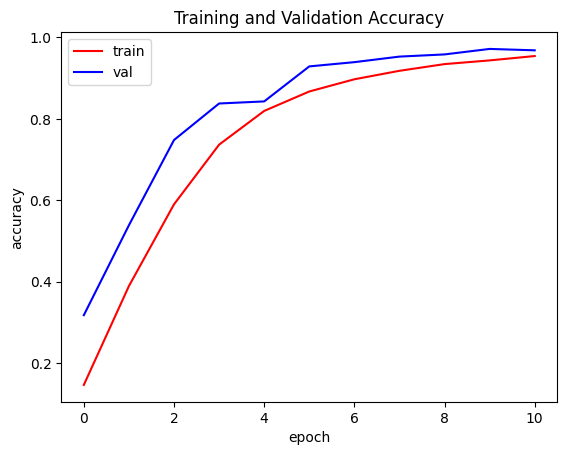 Training and Validation Accuracy
train
val
1.0
0.8
0.6
0.4
0.2
accuracy
0 2 4 6 8 10
epoch